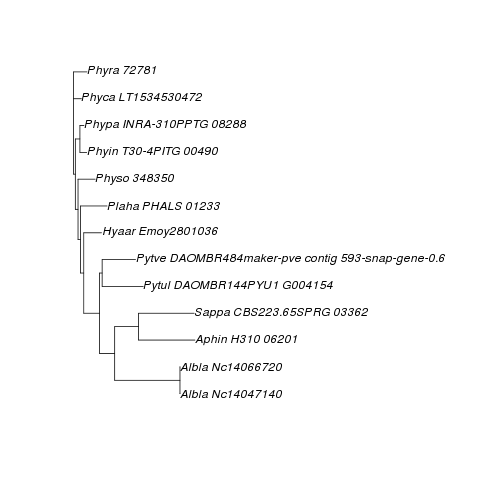 Phyra 72781
Phyca LT1534530472
Phypa INRA-310PPTG 08288
Phyin T30-4PITG 00490
Physo 348350
Plaha PHALS 01233
Hyaar Emoy2801036
Pytve DAOMBR484maker-pve contig 593-snap-gene-0.6
Pytul DAOMBR144PYU1 G004154
Sappa CBS223.65SPRG 03362
Aphin H310 06201
Albla Nc14066720
Albla Nc14047140